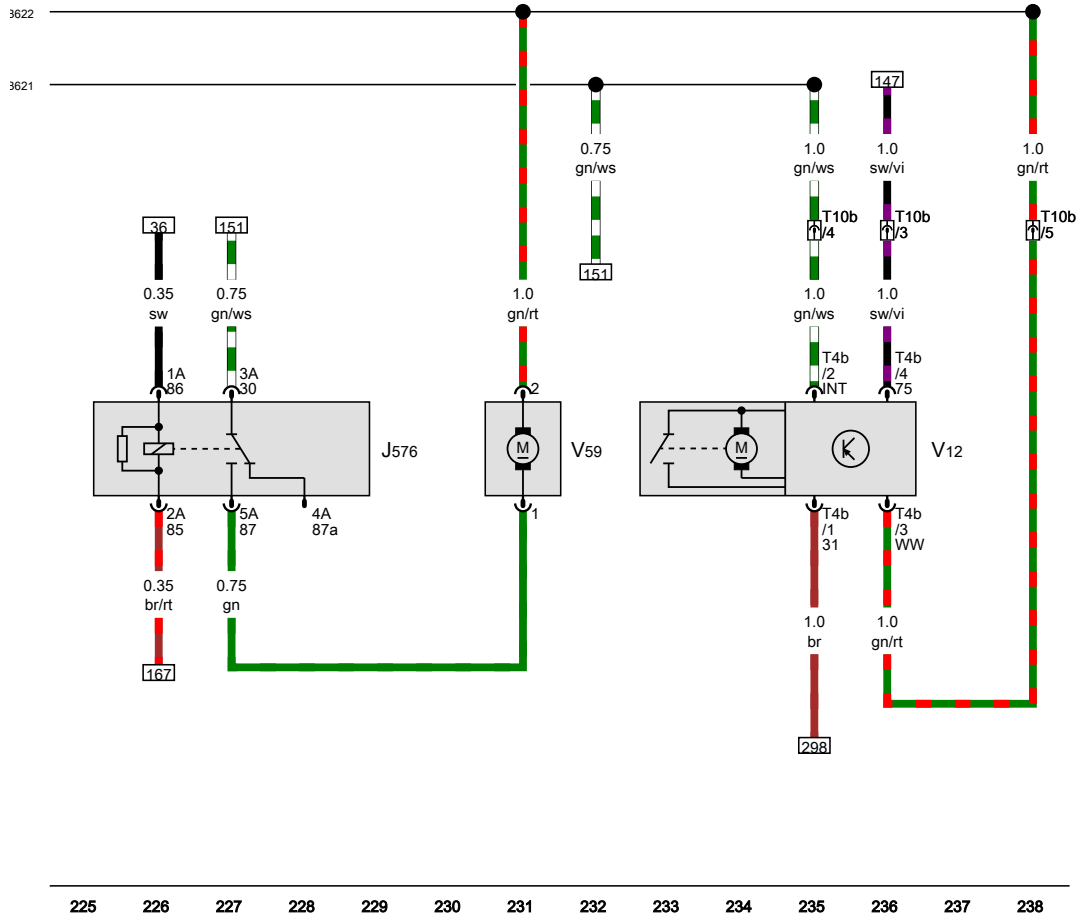 3622
3621
147
0.75
gn/ws
1.0
gn/ws
1.0
sw/vi
1.0
gn/rt
36
151
T10b
/4
T10b
/3
T10b
/5
151
0.35
sw
0.75
gn/ws
1.0
gn/rt
1.0
gn/ws
1.0
sw/vi
1A
86
3A
30
2
T4b
/2
INT
T4b
/4
75
J576
M
V59
M
V12
2A
85
5A
87
4A
87a
1
T4b
/1
31
T4b
/3
WW
0.35
br/rt
0.75
gn
1.0
br
1.0
gn/rt
167
298
225 226 227 228 229 230 231 232 233 234 235 236 237 238